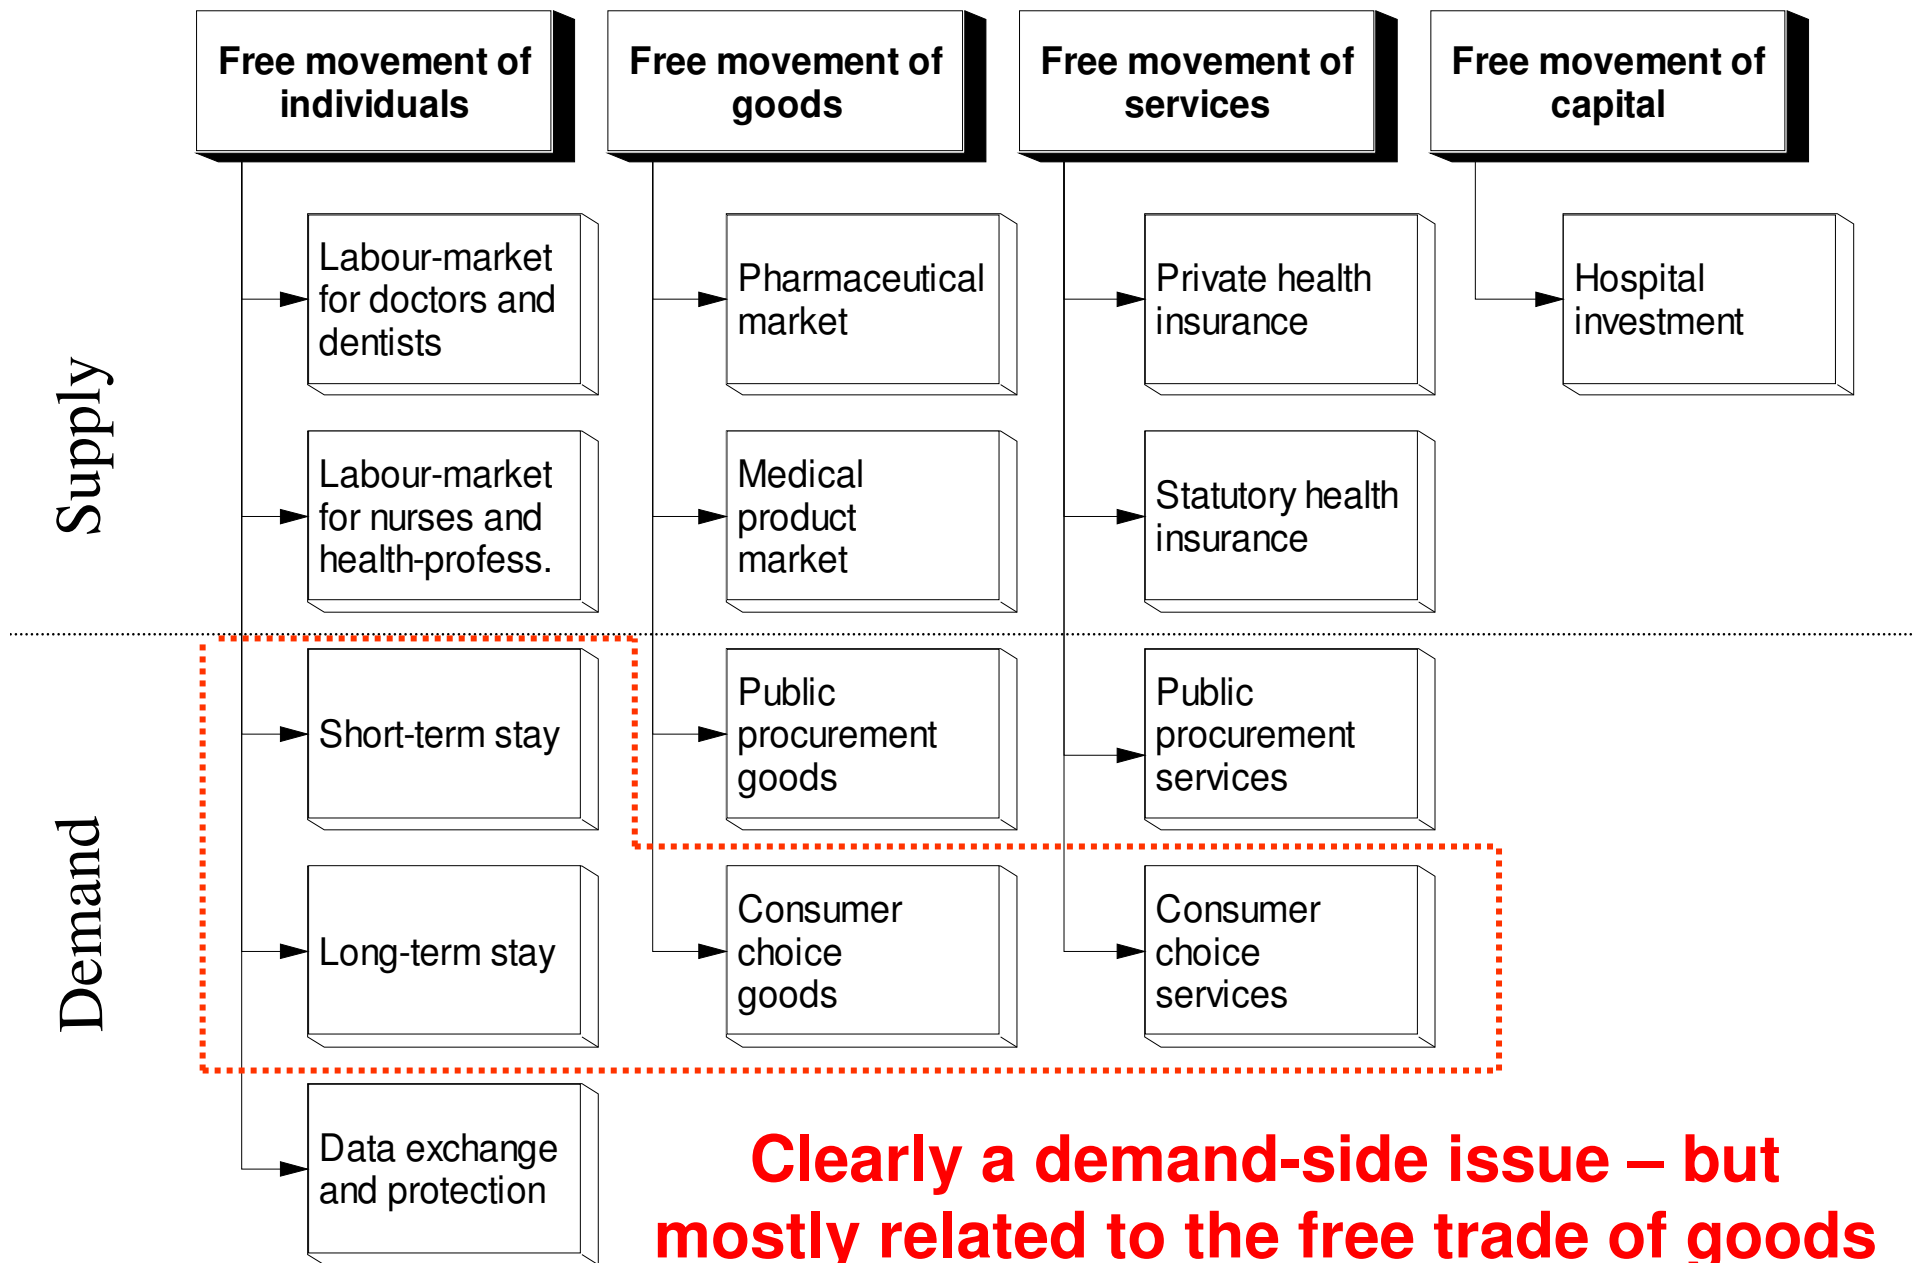 Free movement of
individuals
Free movement of
goods
Free movement of
services
Free movement of
capital
Supply
Labour-market
for doctors and
dentists
Pharmaceutical
market
Private health
insurance
Hospital
investment
Labour-market
for nurses and
health-profess.
Medical
product
market
Statutory health
insurance
Demand
Short-term stay
Public
procurement
goods
Public
procurement
services
Long-term stay
Consumer
choice
goods
Consumer
choice
services
Data exchange
and protection
Clearly a demand-side issue – but
mostly related to the free trade of goods